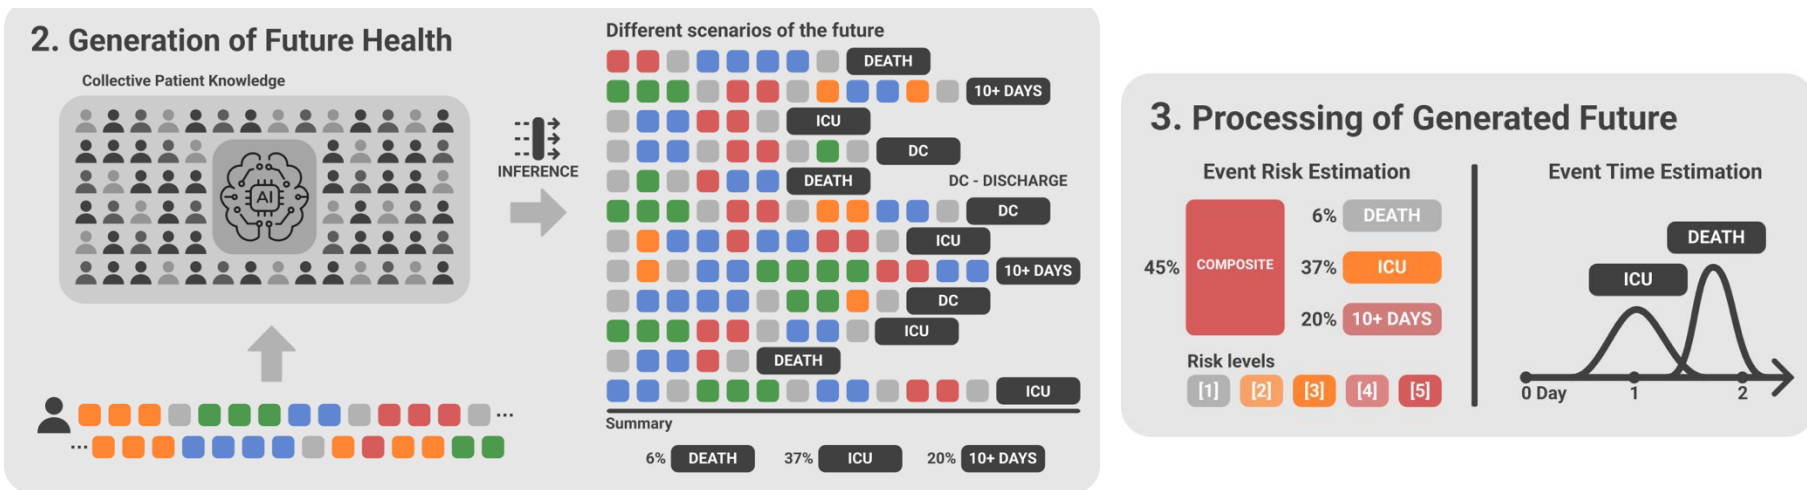 2. Generation of Future Health
Collective Patient Knowledge
AI
INFERENCE
Different scenarios of the future
DEATH
10+ DAYS
ICU
DC
DEATH
DC - DISCHARGE
DC
ICU
10+ DAYS
DC
ICU
DEATH
ICU
...
...
Summary
6% DEATH 37% ICU 20% 10+ DAYS
3. Processing of Generated Future
Event Risk Estimation
45% COMPOSITE
6% DEATH
37% ICU
20% 10+ DAYS
Risk levels
[1] [2] [3] [4] [5]
Event Time Estimation
DEATH
ICU
0 Day 1 2